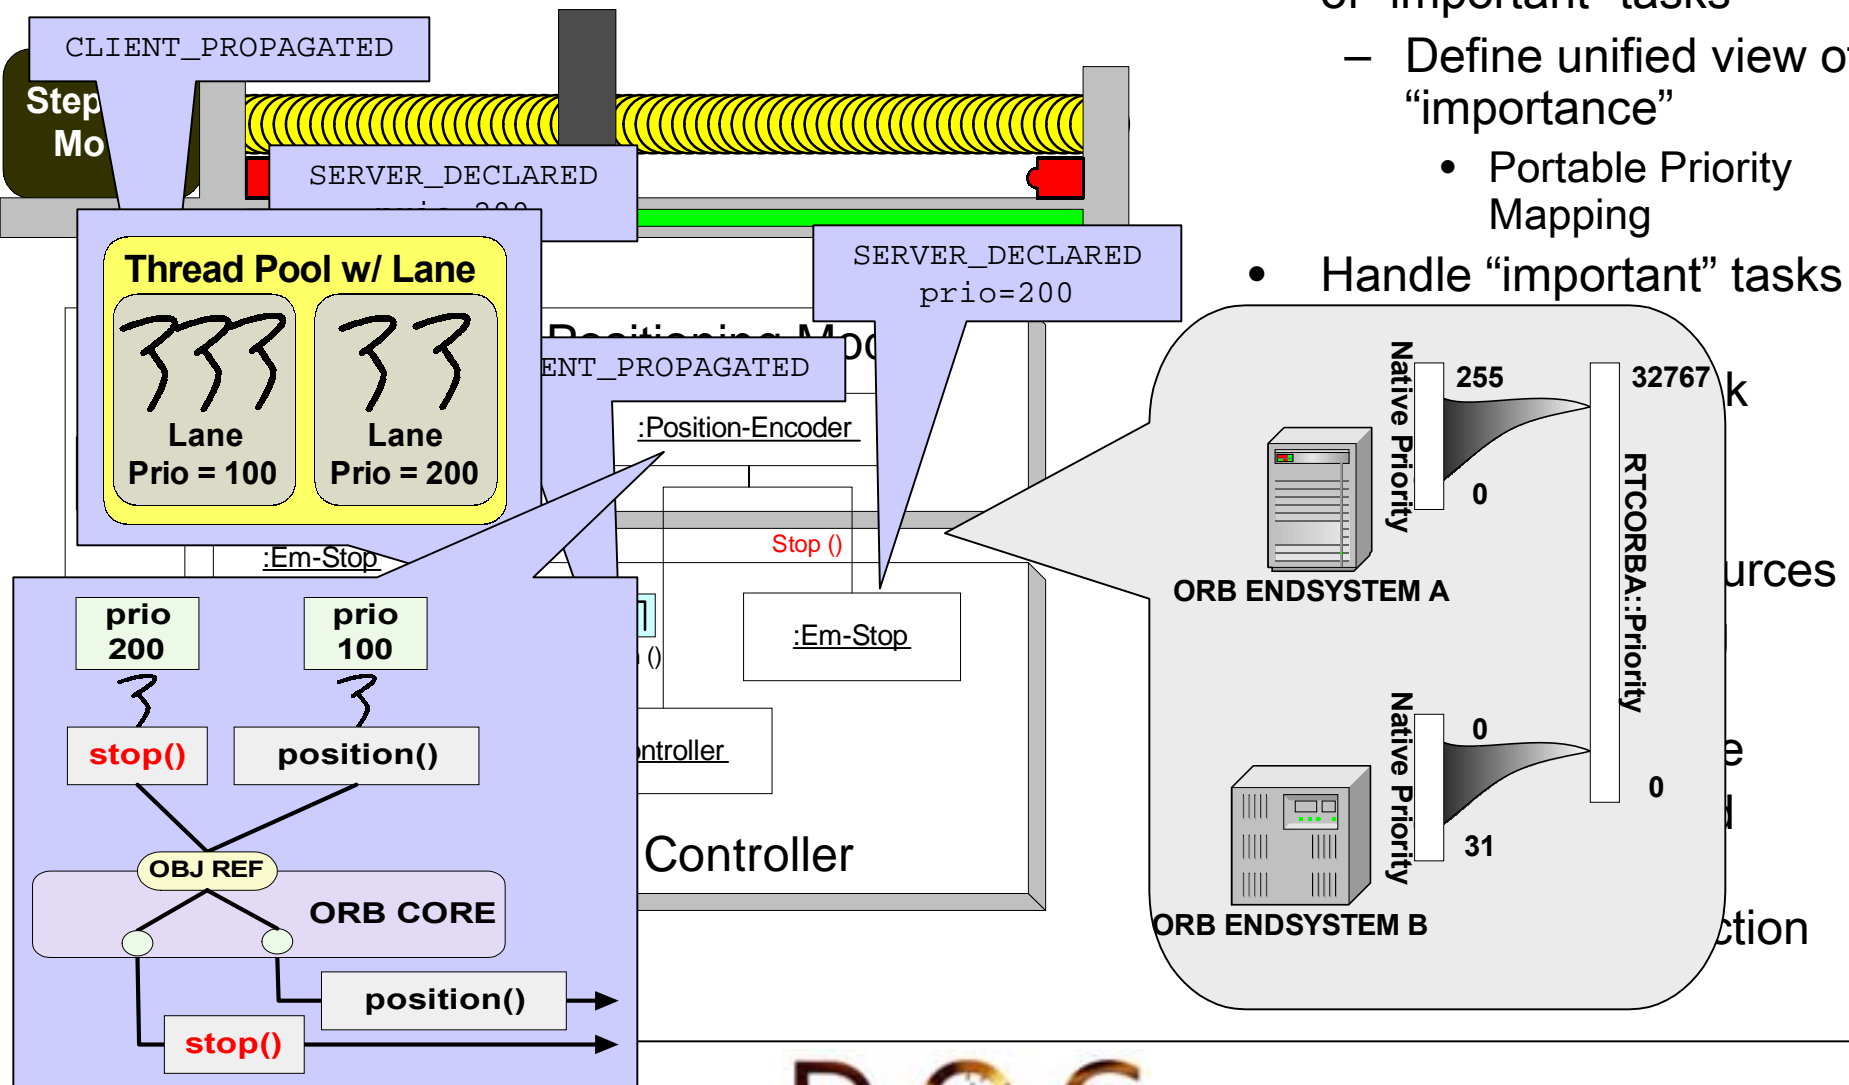 CLIENT_PROPAGATED
Step
Mo
SERVER_DECLARED
SERVER_DECLARED
prio=200
Thread Pool w/ Lane
Lane
Prio = 100
Lane
Prio = 200
ENT_PROPAGATED
:Position-Encoder
Stop ()
:Em-Stop
:Em-Stop
()
ntroller
Controller
prio
200
prio
100
stop()
position()
OBJ REF
ORB CORE
position()
stop()
or "important" tasks
– Define unified view of
“importance”
• Portable Priority
Mapping
• Handle “important” tasks
k
urces
e
ction
Native Priority
255
0
32767
RTCORBA::Priority
0
ORB ENDSYSTEM A
Native Priority
0
31
ORB ENDSYSTEM B